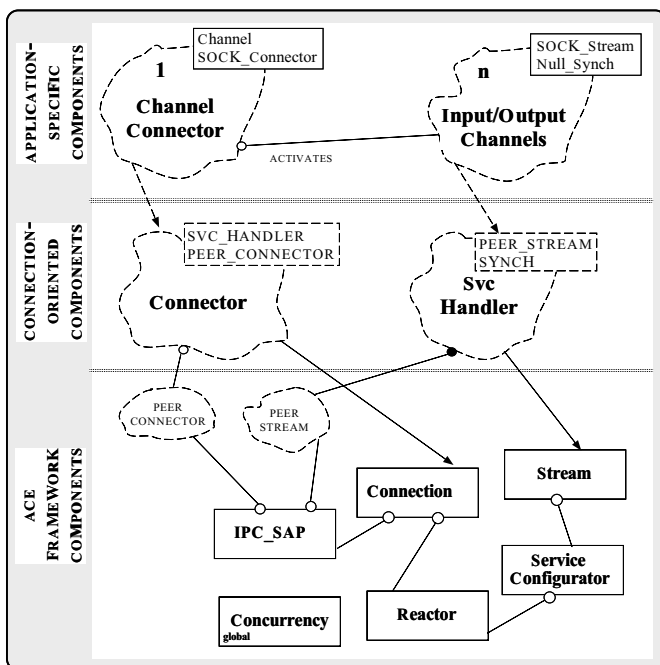 APPLICATION-
SPECIFIC
COMPONENTS
1
Channel
Connector
Channel
SOCK_Connector
n
Input/Output
Channels
SOCK_Stream
Null_Synch
ACTIVATES
CONNECTION-
ORIENTED
COMPONENTS
SVC_HANDLER
PEER_CONNECTOR
Connector
PEER_STREAM
SYNCH
Svc
Handler
ACE
FRAMEWORK
COMPONENTS
PEER
CONNECTOR
PEER
STREAM
Connection
Stream
IPC_SAP
Service
Configurator
Concurrency
global
Reactor